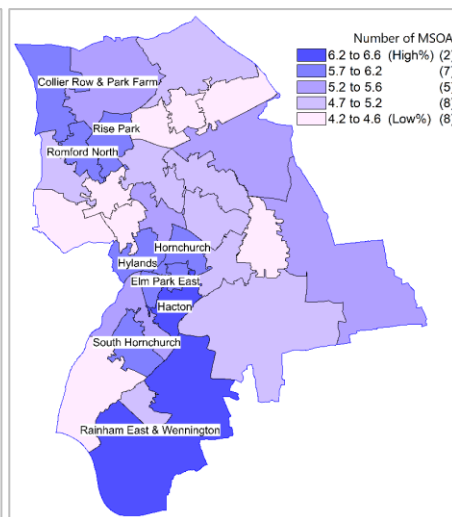 Number of MSOA
6.2 to 6.6 (High%) (2)
5.7 to 6.2 (7)
5.2 to 5.6 (5)
4.7 to 5.2 (8)
4.2 to 4.6 (Low%) (8)
Collier Row & Park Farm
Rise Park
Romford North
Hornchurch
Hylands
Elm Park East
Hacton
South Hornchurch
Rainham East & Wennington